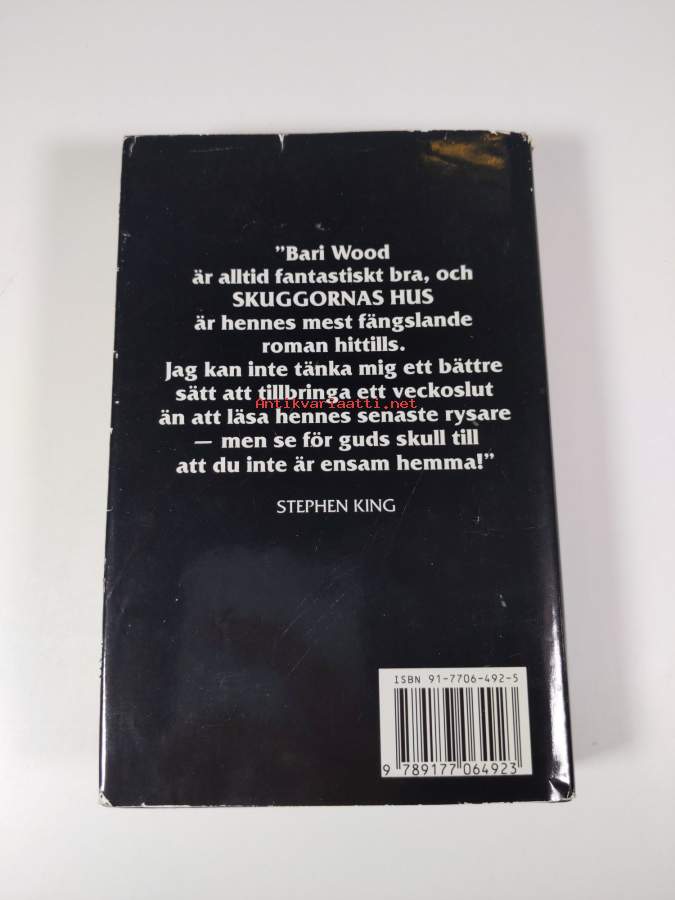 ”Bari Wood
är alltid fantastiskt bra, och
SKUGGORNAS HUS
är hennes mest fängslande
roman hittills.
Jag kan inte tänka mig ett bättre
sätt att tillbringa ett veckoslut
Antikvariaatti.net
än att läsa hennes senaste rysare
— men se för guds skull till
att du inte är ensam hemma!”
STEPHEN KING
ISBN 91-7706-492-5
9 789177 064923